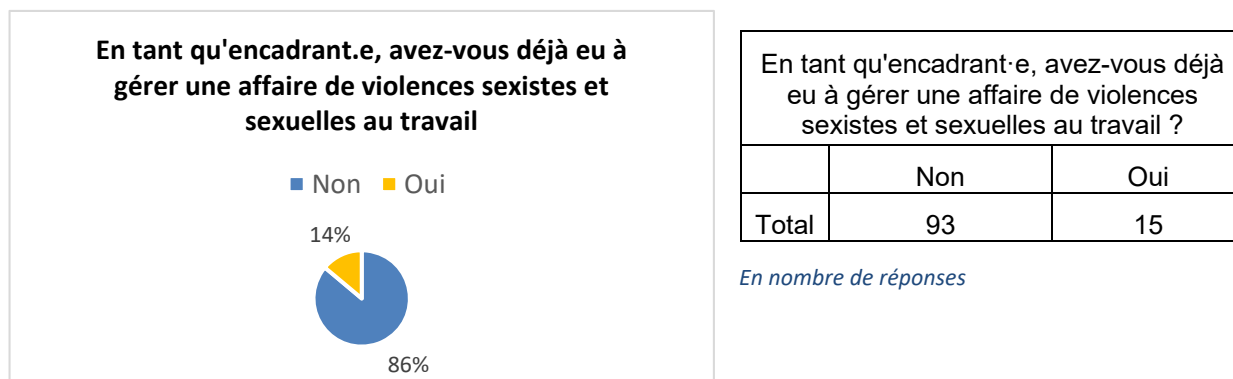 En tant qu'encadrant.e, avez-vous déjà eu à
gérer une affaire de violences sexistes et
sexuelles au travail
Non Oui
14%
86%
En tant qu'encadrant·e, avez-vous déjà
eu à gérer une affaire de violences
sexistes et sexuelles au travail ?
Non Oui
Total 93 15
En nombre de réponses